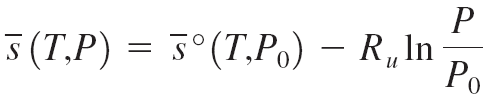 s̅ (T,P) = s̅°(T,P₀) − Rᵤ ln P/P₀